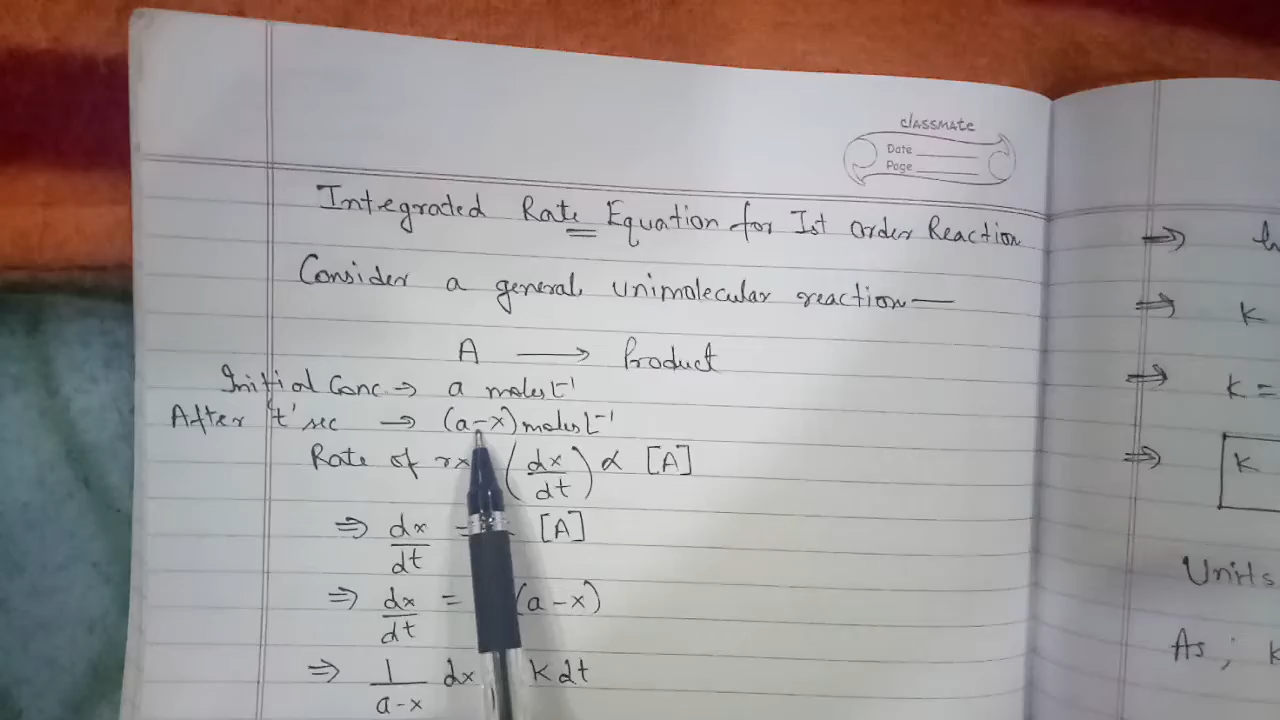 classmate
Date
Page
Integrated Rate Equation for Ist Order Reaction
Consider a general unimolecular reaction —
A ⟶ Product
Initial Conc → a moles L⁻¹
After 't' sec → (a-x) moles L⁻¹
Rate of rx (dx/dt) ∝ [A]
⇒ dx/dt = [A]
⇒ dx/dt = (a-x)
⇒ 1/(a-x) dx k dt
⇒
⇒ k
⇒ k =
⇒ k
Units
As ; k